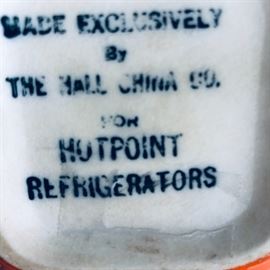 MADE EXCLUSIVELY
By
THE HALL CHINA CO.
FOR
HOTPOINT
REFRIGERATORS